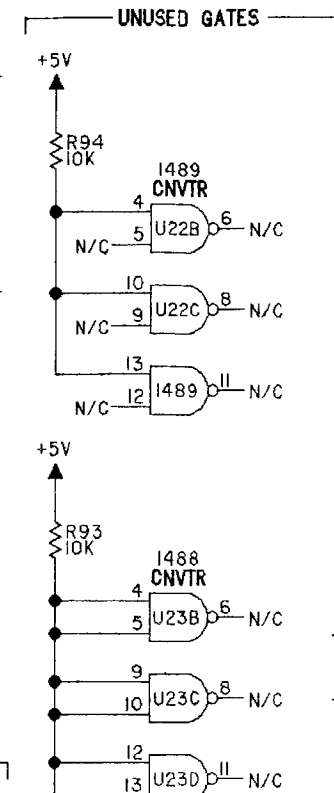 UNUSED GATES
+5V
R94
10K
1489
CNVTR
4
U22B
6
N/C
N/C
5
10
U22C
8
N/C
N/C
9
13
1489
11
N/C
N/C
12
+5V
R93
10K
1488
CNVTR
4
U23B
6
N/C
5
9
U23C
8
N/C
10
12
U23D
11
N/C
13